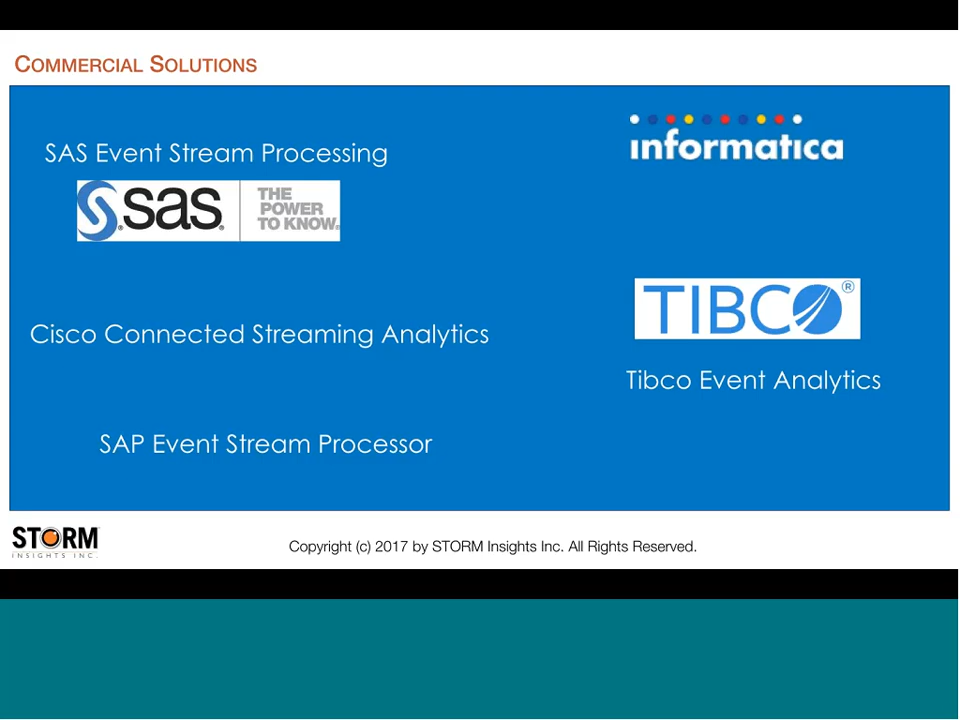 COMMERCIAL SOLUTIONS
SAS Event Stream Processing
sas
THE
POWER
TO KNOW®
informatica
TIBCO®
Cisco Connected Streaming Analytics
Tibco Event Analytics
SAP Event Stream Processor
STORM
INSIGHTS INC.
Copyright (c) 2017 by STORM Insights Inc. All Rights Reserved.